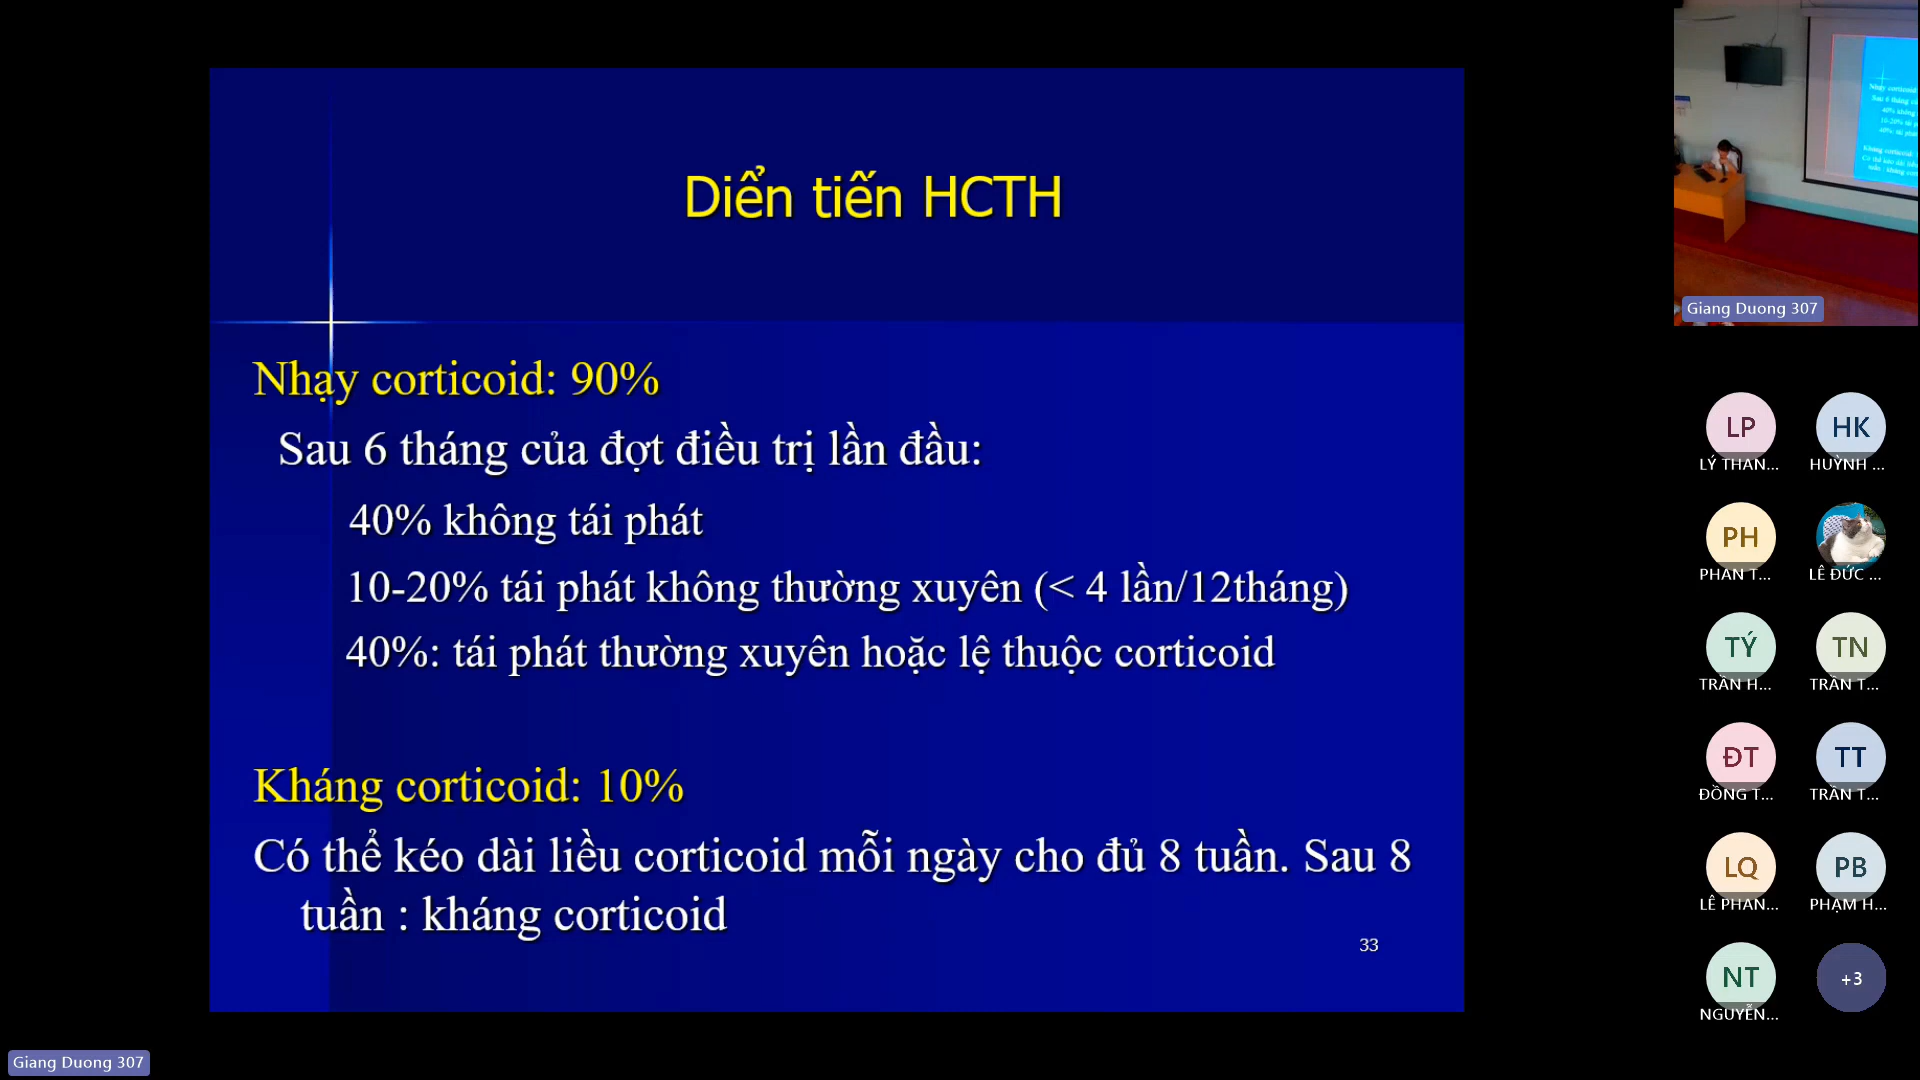 Diển tiến HCTH
Nhạy corticoid: 90%
Sau 6 tháng của đợt điều trị lần đầu:
40% không tái phát
10-20% tái phát không thường xuyên (< 4 lần/12tháng)
40%: tái phát thường xuyên hoặc lệ thuộc corticoid
Kháng corticoid: 10%
Có thể kéo dài liều corticoid mỗi ngày cho đủ 8 tuần. Sau 8
tuần : kháng corticoid
33
Giang Duong 307
Giang Duong 307
LP
LÝ THAN...
HK
HUỲNH ...
PH
PHAN T...
LÊ ĐỨC ...
TÝ
TRẦN H...
TN
TRẦN T...
ĐT
ĐỒNG T...
TT
TRẦN T...
LQ
LÊ PHAN...
PB
PHẠM H...
NT
NGUYỄN...
+3